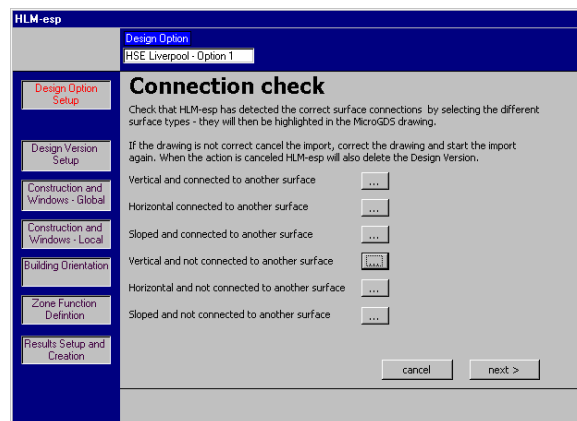 HLM-esp
Design Option
HSE Liverpool - Option 1
Design Option
Setup
Design Version
Setup
Construction and
Windows - Global
Construction and
Windows - Local
Building Orientation
Zone Function
Defintion
Results Setup and
Creation
Connection check
Check that HLM-esp has detected the correct surface connections by selecting the different
surface types - they will then be highlighted in the MicroGDS drawing.
If the drawing is not correct cancel the import, correct the drawing and start the import
again. When the action is canceled HLM-esp will also delete the Design Version.
Vertical and connected to another surface ...
Horizontal connected to another surface ...
Sloped and connected to another surface ...
Vertical and not connected to another surface ...
Horizontal and not connected to another surface ...
Sloped and not connected to another surface ...
cancel next >